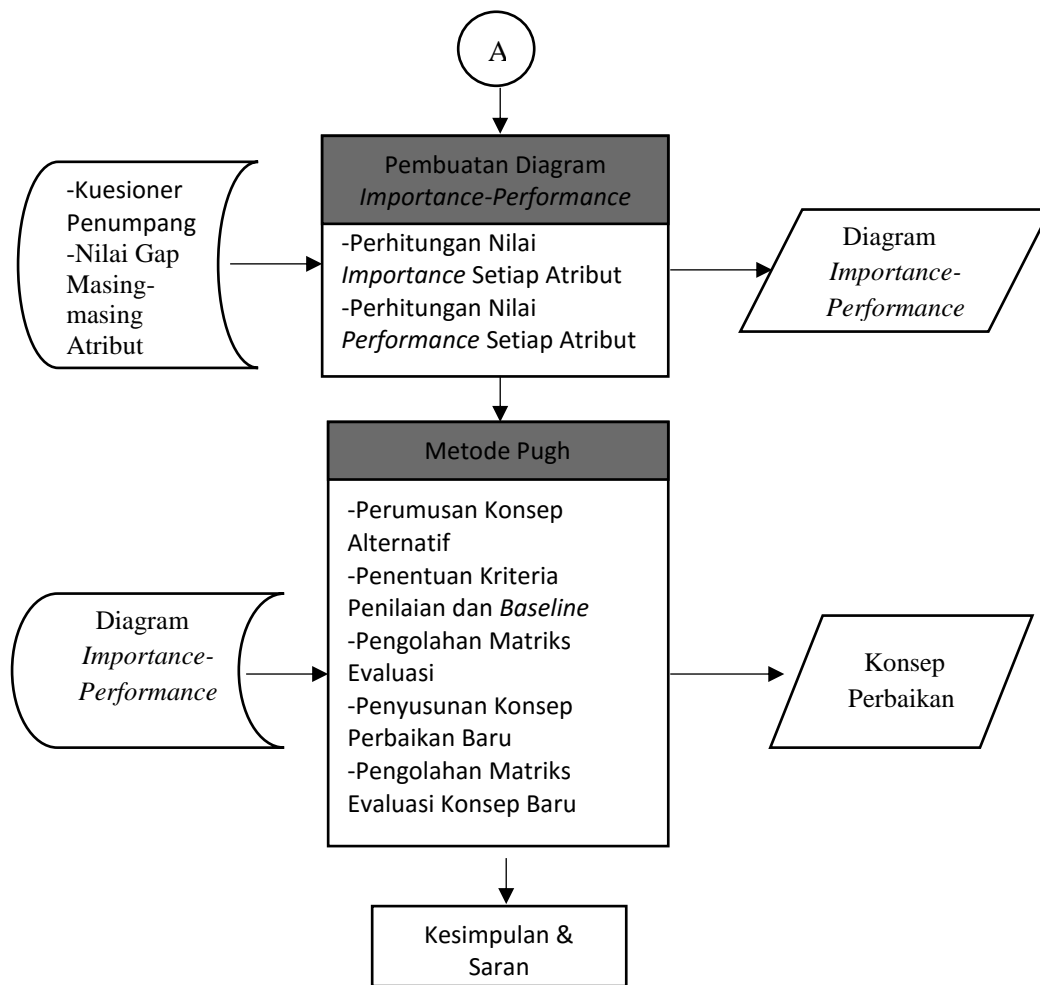 A
Pembuatan Diagram
Importance-Performance
-Kuesioner
Penumpang
-Nilai Gap
Masing-
masing
Atribut
-Perhitungan Nilai
Importance Setiap Atribut
-Perhitungan Nilai
Performance Setiap Atribut
Diagram
Importance-
Performance
Metode Pugh
Diagram
Importance-
Performance
-Perumusan Konsep
Alternatif
-Penentuan Kriteria
Penilaian dan Baseline
-Pengolahan Matriks
Evaluasi
-Penyusunan Konsep
Perbaikan Baru
-Pengolahan Matriks
Evaluasi Konsep Baru
Konsep
Perbaikan
Kesimpulan &
Saran